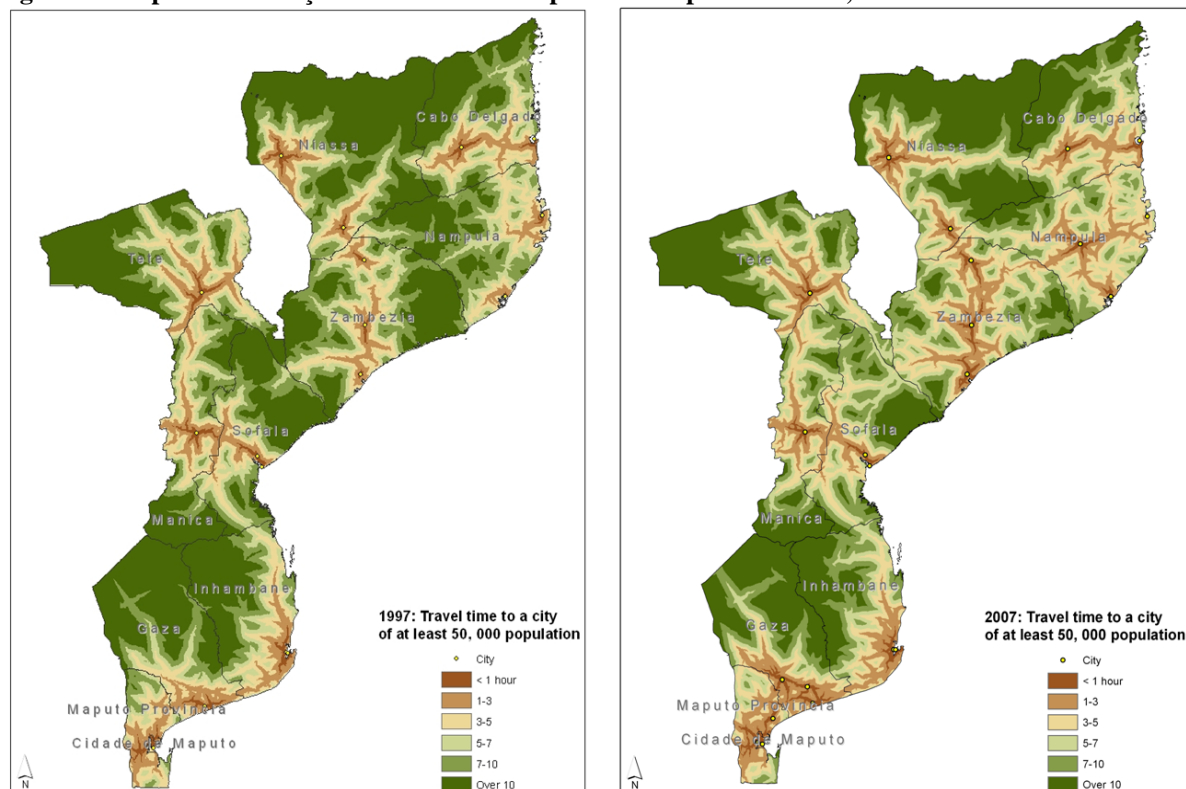 Cabo Delgado
Niassa
Nampula
Tete
Zambezia
Sofala
Manica
Inhambane
Gaza
Maputo Provincia
Cidade de Maputo
1997: Travel time to a city
of at least 50, 000 population
City
< 1 hour
1-3
3-5
5-7
7-10
Over 10
N
Cabo Delgado
Niassa
Nampula
Tete
Zambezia
Sofala
Manica
Inhambane
Gaza
Maputo Provincia
Cidade de Maputo
2007: Travel time to a city
of at least 50, 000 population
City
< 1 hour
1-3
3-5
5-7
7-10
Over 10
N